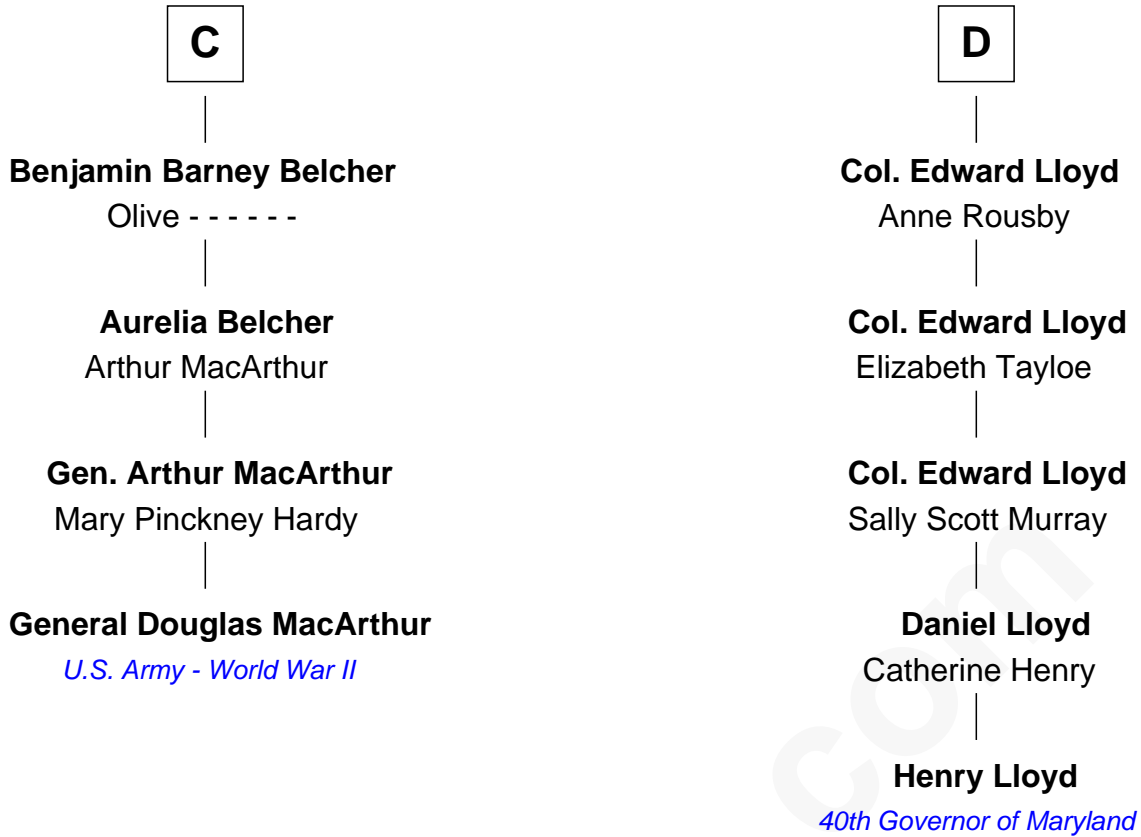 C
Benjamin Barney Belcher
Olive - - - - - -
Aurelia Belcher
Arthur MacArthur
Gen. Arthur MacArthur
Mary Pinckney Hardy
General Douglas MacArthur
U.S. Army - World War II
D
Col. Edward Lloyd
Anne Rousby
Col. Edward Lloyd
Elizabeth Tayloe
Col. Edward Lloyd
Sally Scott Murray
Daniel Lloyd
Catherine Henry
Henry Lloyd
40th Governor of Maryland
com